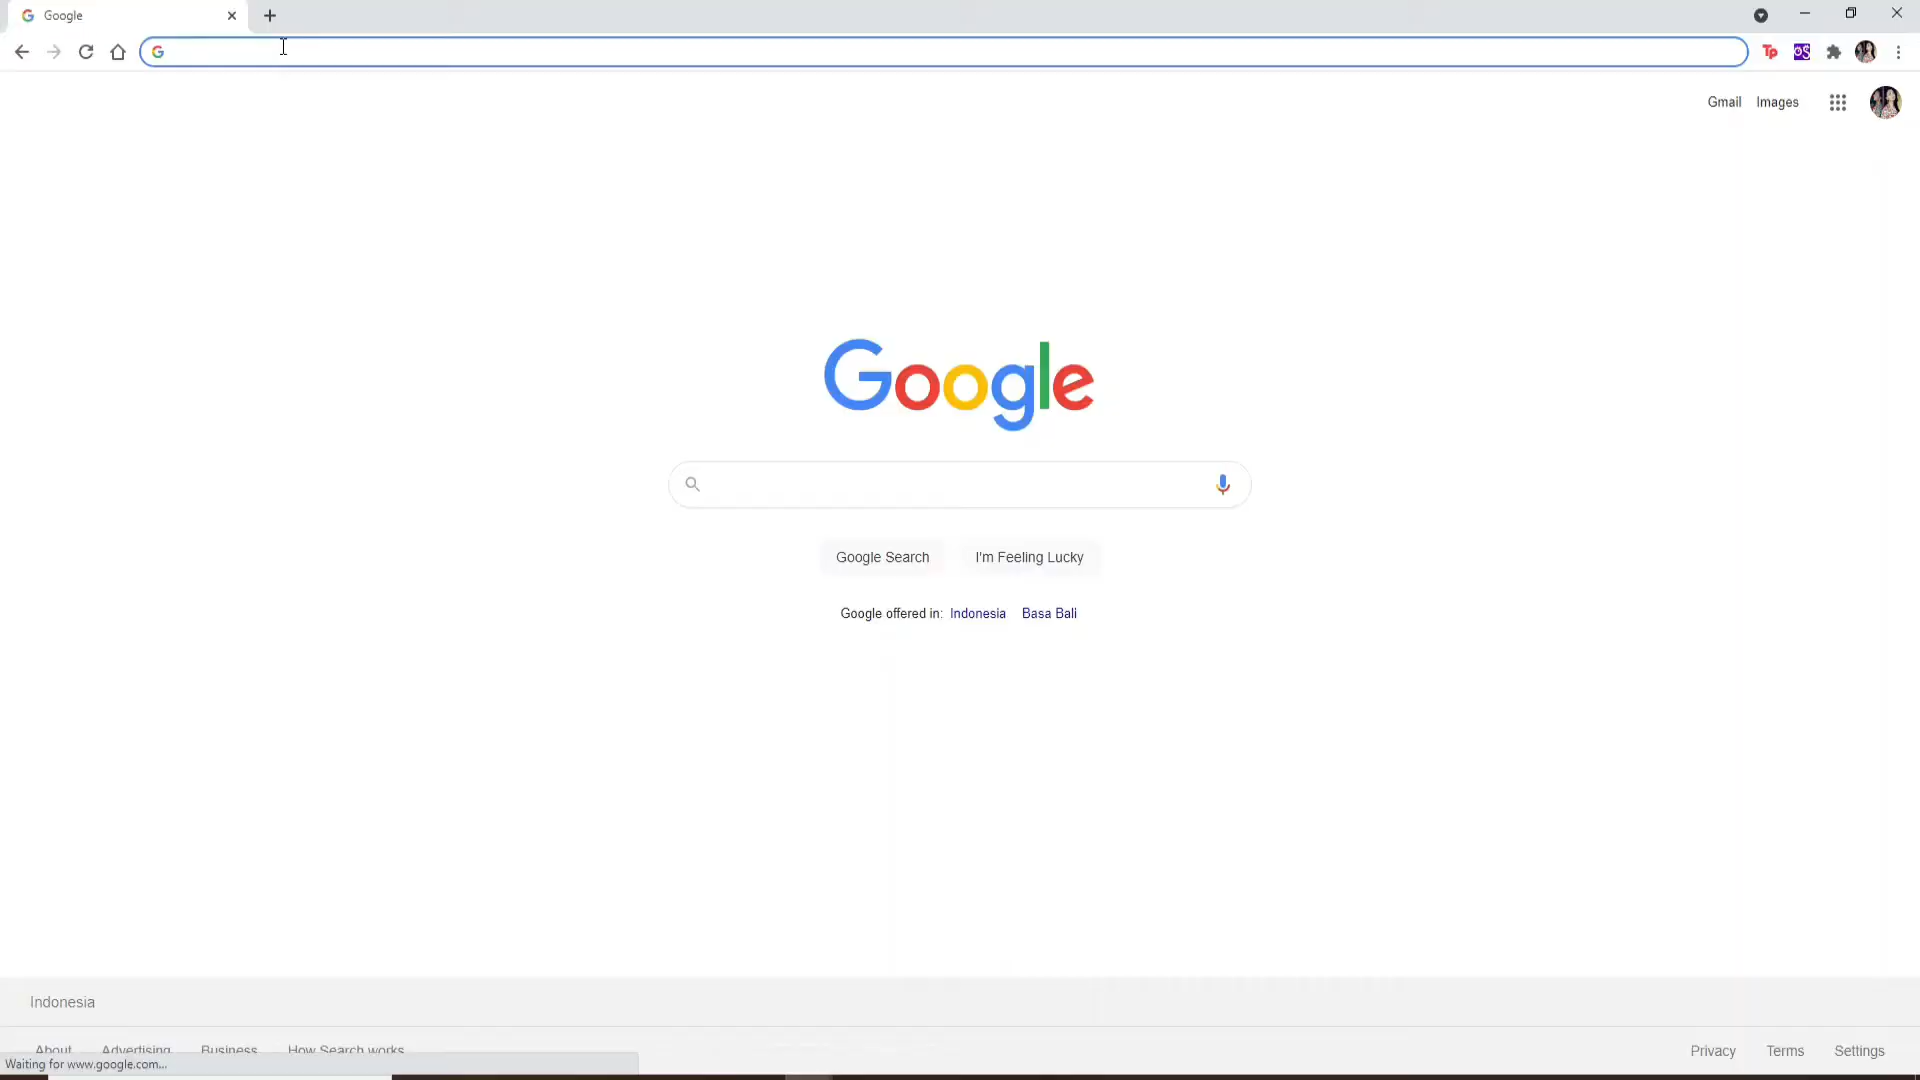 Google
Gmail Images
Google
Google Search I'm Feeling Lucky
Google offered in: Indonesia Basa Bali
Indonesia
About Advertising Business How Search works Privacy Terms Settings
Waiting for www.google.com...